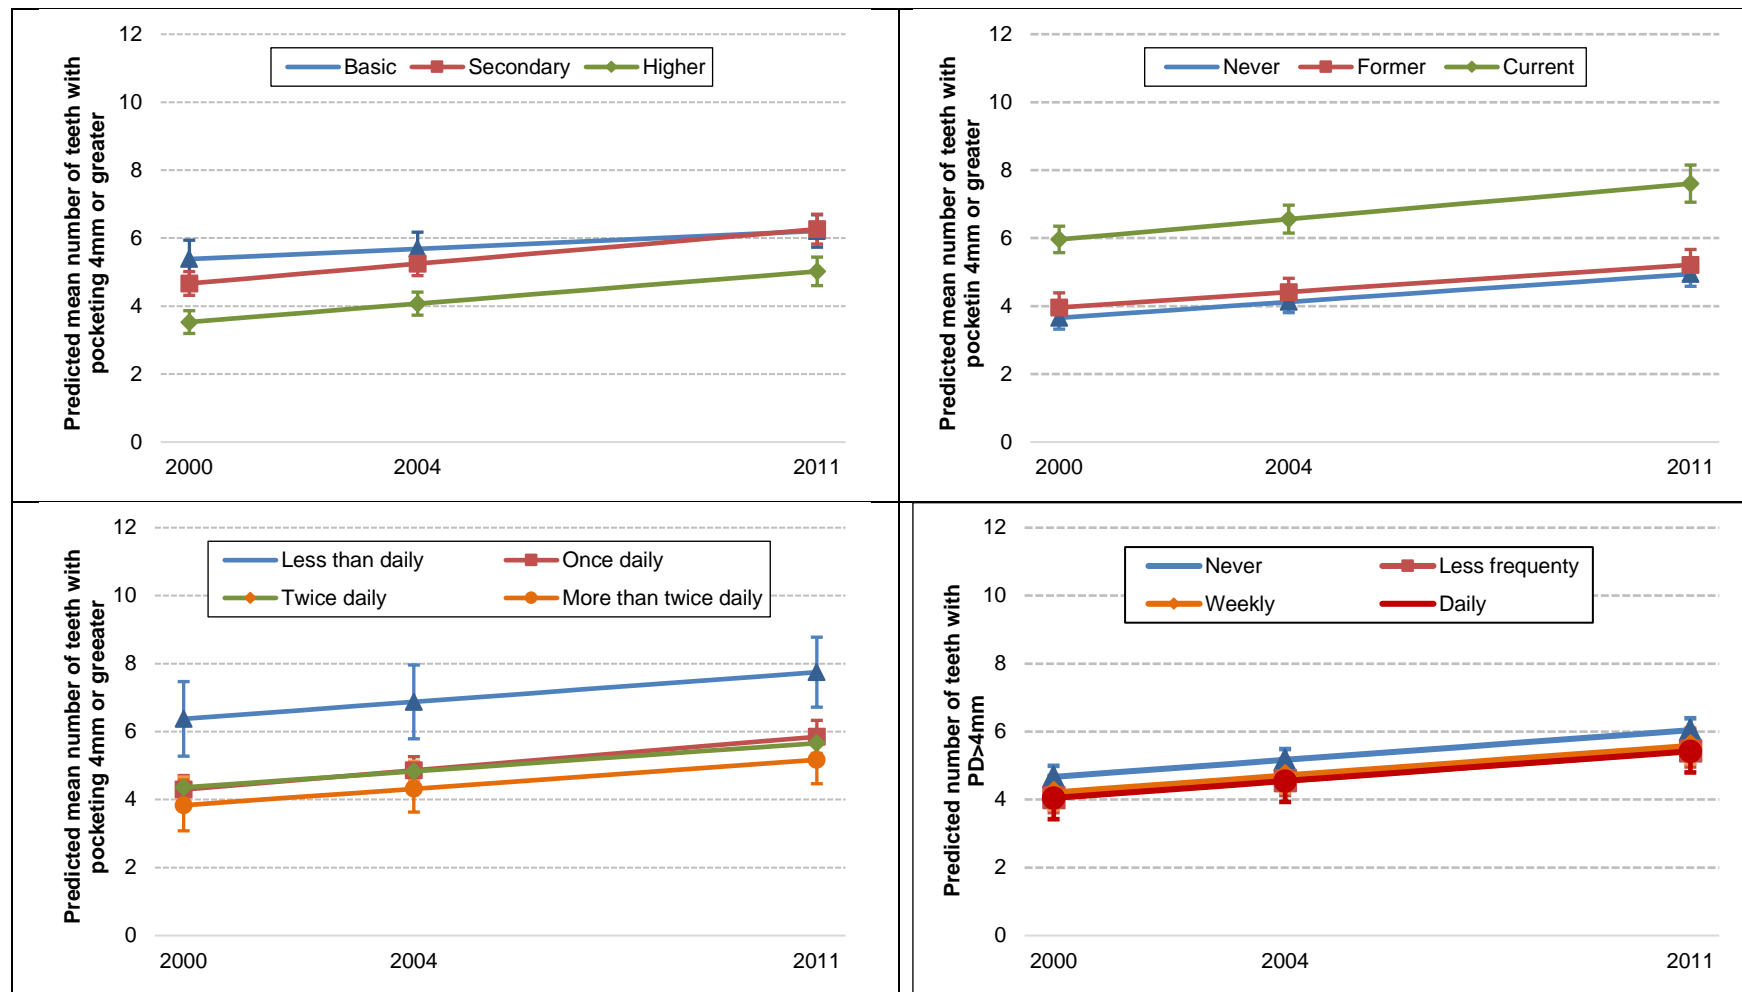 Predicted mean number of teeth with
pocketing 4mm or greater
12
10
8
6
4
2
0
Basic Secondary Higher
2000 2004 2011
Predicted mean number of teeth with
pocketin 4mm or greater
12
10
8
6
4
2
0
Never Former Current
2000 2004 2011
Predicted mean number of teeth with
pocketing 4mm or greeater
12
10
8
6
4
2
0
Less than daily Once daily
Twice daily More than twice daily
2000 2004 2011
Predicted number of teeth with
PD>4mm
12
10
8
6
4
2
0
Never Less frequenty
Weekly Daily
2000 2004 2011